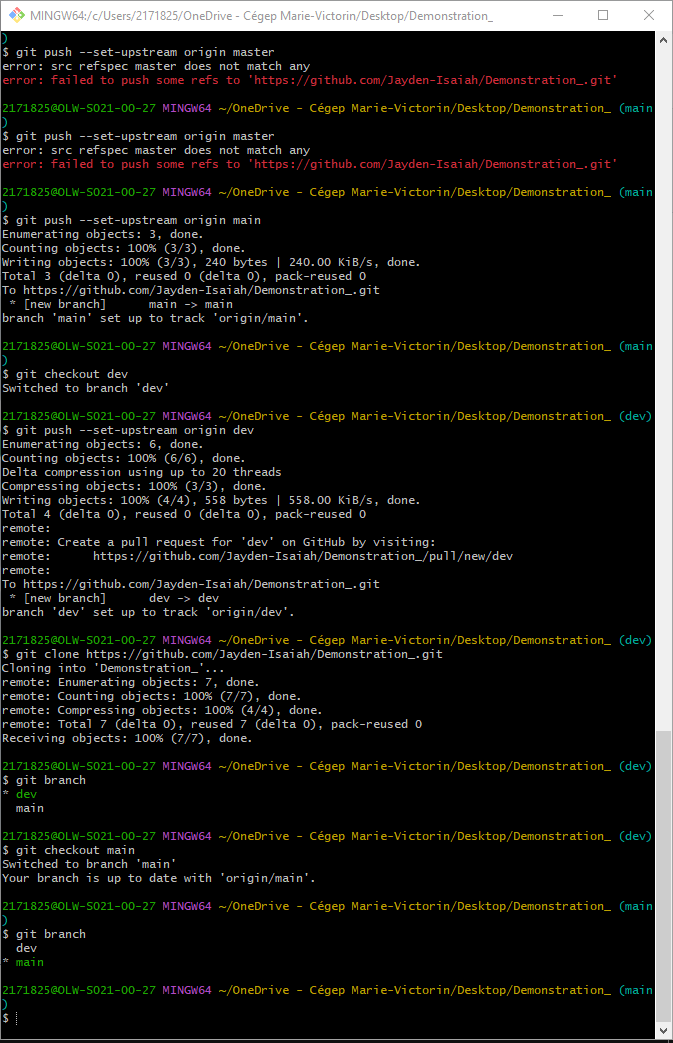 MINGW64:/c/Users/2171825/OneDrive - Cégep Marie-Victorin/Desktop/Demonstration_
)
$ git push --set-upstream origin master
error: src refspec master does not match any
error: failed to push some refs to 'https://github.com/Jayden-Isaiah/Demonstration_.git'

2171825@OLW-SO21-00-27 MINGW64 ~/OneDrive - Cégep Marie-Victorin/Desktop/Demonstration_ (main
)
$ git push --set-upstream origin master
error: src refspec master does not match any
error: failed to push some refs to 'https://github.com/Jayden-Isaiah/Demonstration_.git'

2171825@OLW-SO21-00-27 MINGW64 ~/OneDrive - Cégep Marie-Victorin/Desktop/Demonstration_ (main
)
$ git push --set-upstream origin main
Enumerating objects: 3, done.
Counting objects: 100% (3/3), done.
Writing objects: 100% (3/3), 240 bytes | 240.00 KiB/s, done.
Total 3 (delta 0), reused 0 (delta 0), pack-reused 0
To https://github.com/Jayden-Isaiah/Demonstration_.git
 * [new branch]      main -> main
branch 'main' set up to track 'origin/main'.

2171825@OLW-SO21-00-27 MINGW64 ~/OneDrive - Cégep Marie-Victorin/Desktop/Demonstration_ (main
)
$ git checkout dev
Switched to branch 'dev'

2171825@OLW-SO21-00-27 MINGW64 ~/OneDrive - Cégep Marie-Victorin/Desktop/Demonstration_ (dev)
$ git push --set-upstream origin dev
Enumerating objects: 6, done.
Counting objects: 100% (6/6), done.
Delta compression using up to 20 threads
Compressing objects: 100% (3/3), done.
Writing objects: 100% (4/4), 558 bytes | 558.00 KiB/s, done.
Total 4 (delta 0), reused 0 (delta 0), pack-reused 0
remote:
remote: Create a pull request for 'dev' on GitHub by visiting:
remote:      https://github.com/Jayden-Isaiah/Demonstration_/pull/new/dev
remote:
To https://github.com/Jayden-Isaiah/Demonstration_.git
 * [new branch]      dev -> dev
branch 'dev' set up to track 'origin/dev'.

2171825@OLW-SO21-00-27 MINGW64 ~/OneDrive - Cégep Marie-Victorin/Desktop/Demonstration_ (dev)
$ git clone https://github.com/Jayden-Isaiah/Demonstration_.git
Cloning into 'Demonstration_'...
remote: Enumerating objects: 7, done.
remote: Counting objects: 100% (7/7), done.
remote: Compressing objects: 100% (4/4), done.
remote: Total 7 (delta 0), reused 7 (delta 0), pack-reused 0
Receiving objects: 100% (7/7), done.

2171825@OLW-SO21-00-27 MINGW64 ~/OneDrive - Cégep Marie-Victorin/Desktop/Demonstration_ (dev)
$ git branch
* dev
  main

2171825@OLW-SO21-00-27 MINGW64 ~/OneDrive - Cégep Marie-Victorin/Desktop/Demonstration_ (dev)
$ git checkout main
Switched to branch 'main'
Your branch is up to date with 'origin/main'.

2171825@OLW-SO21-00-27 MINGW64 ~/OneDrive - Cégep Marie-Victorin/Desktop/Demonstration_ (main
)
$ git branch
  dev
* main

2171825@OLW-SO21-00-27 MINGW64 ~/OneDrive - Cégep Marie-Victorin/Desktop/Demonstration_ (main
)
$